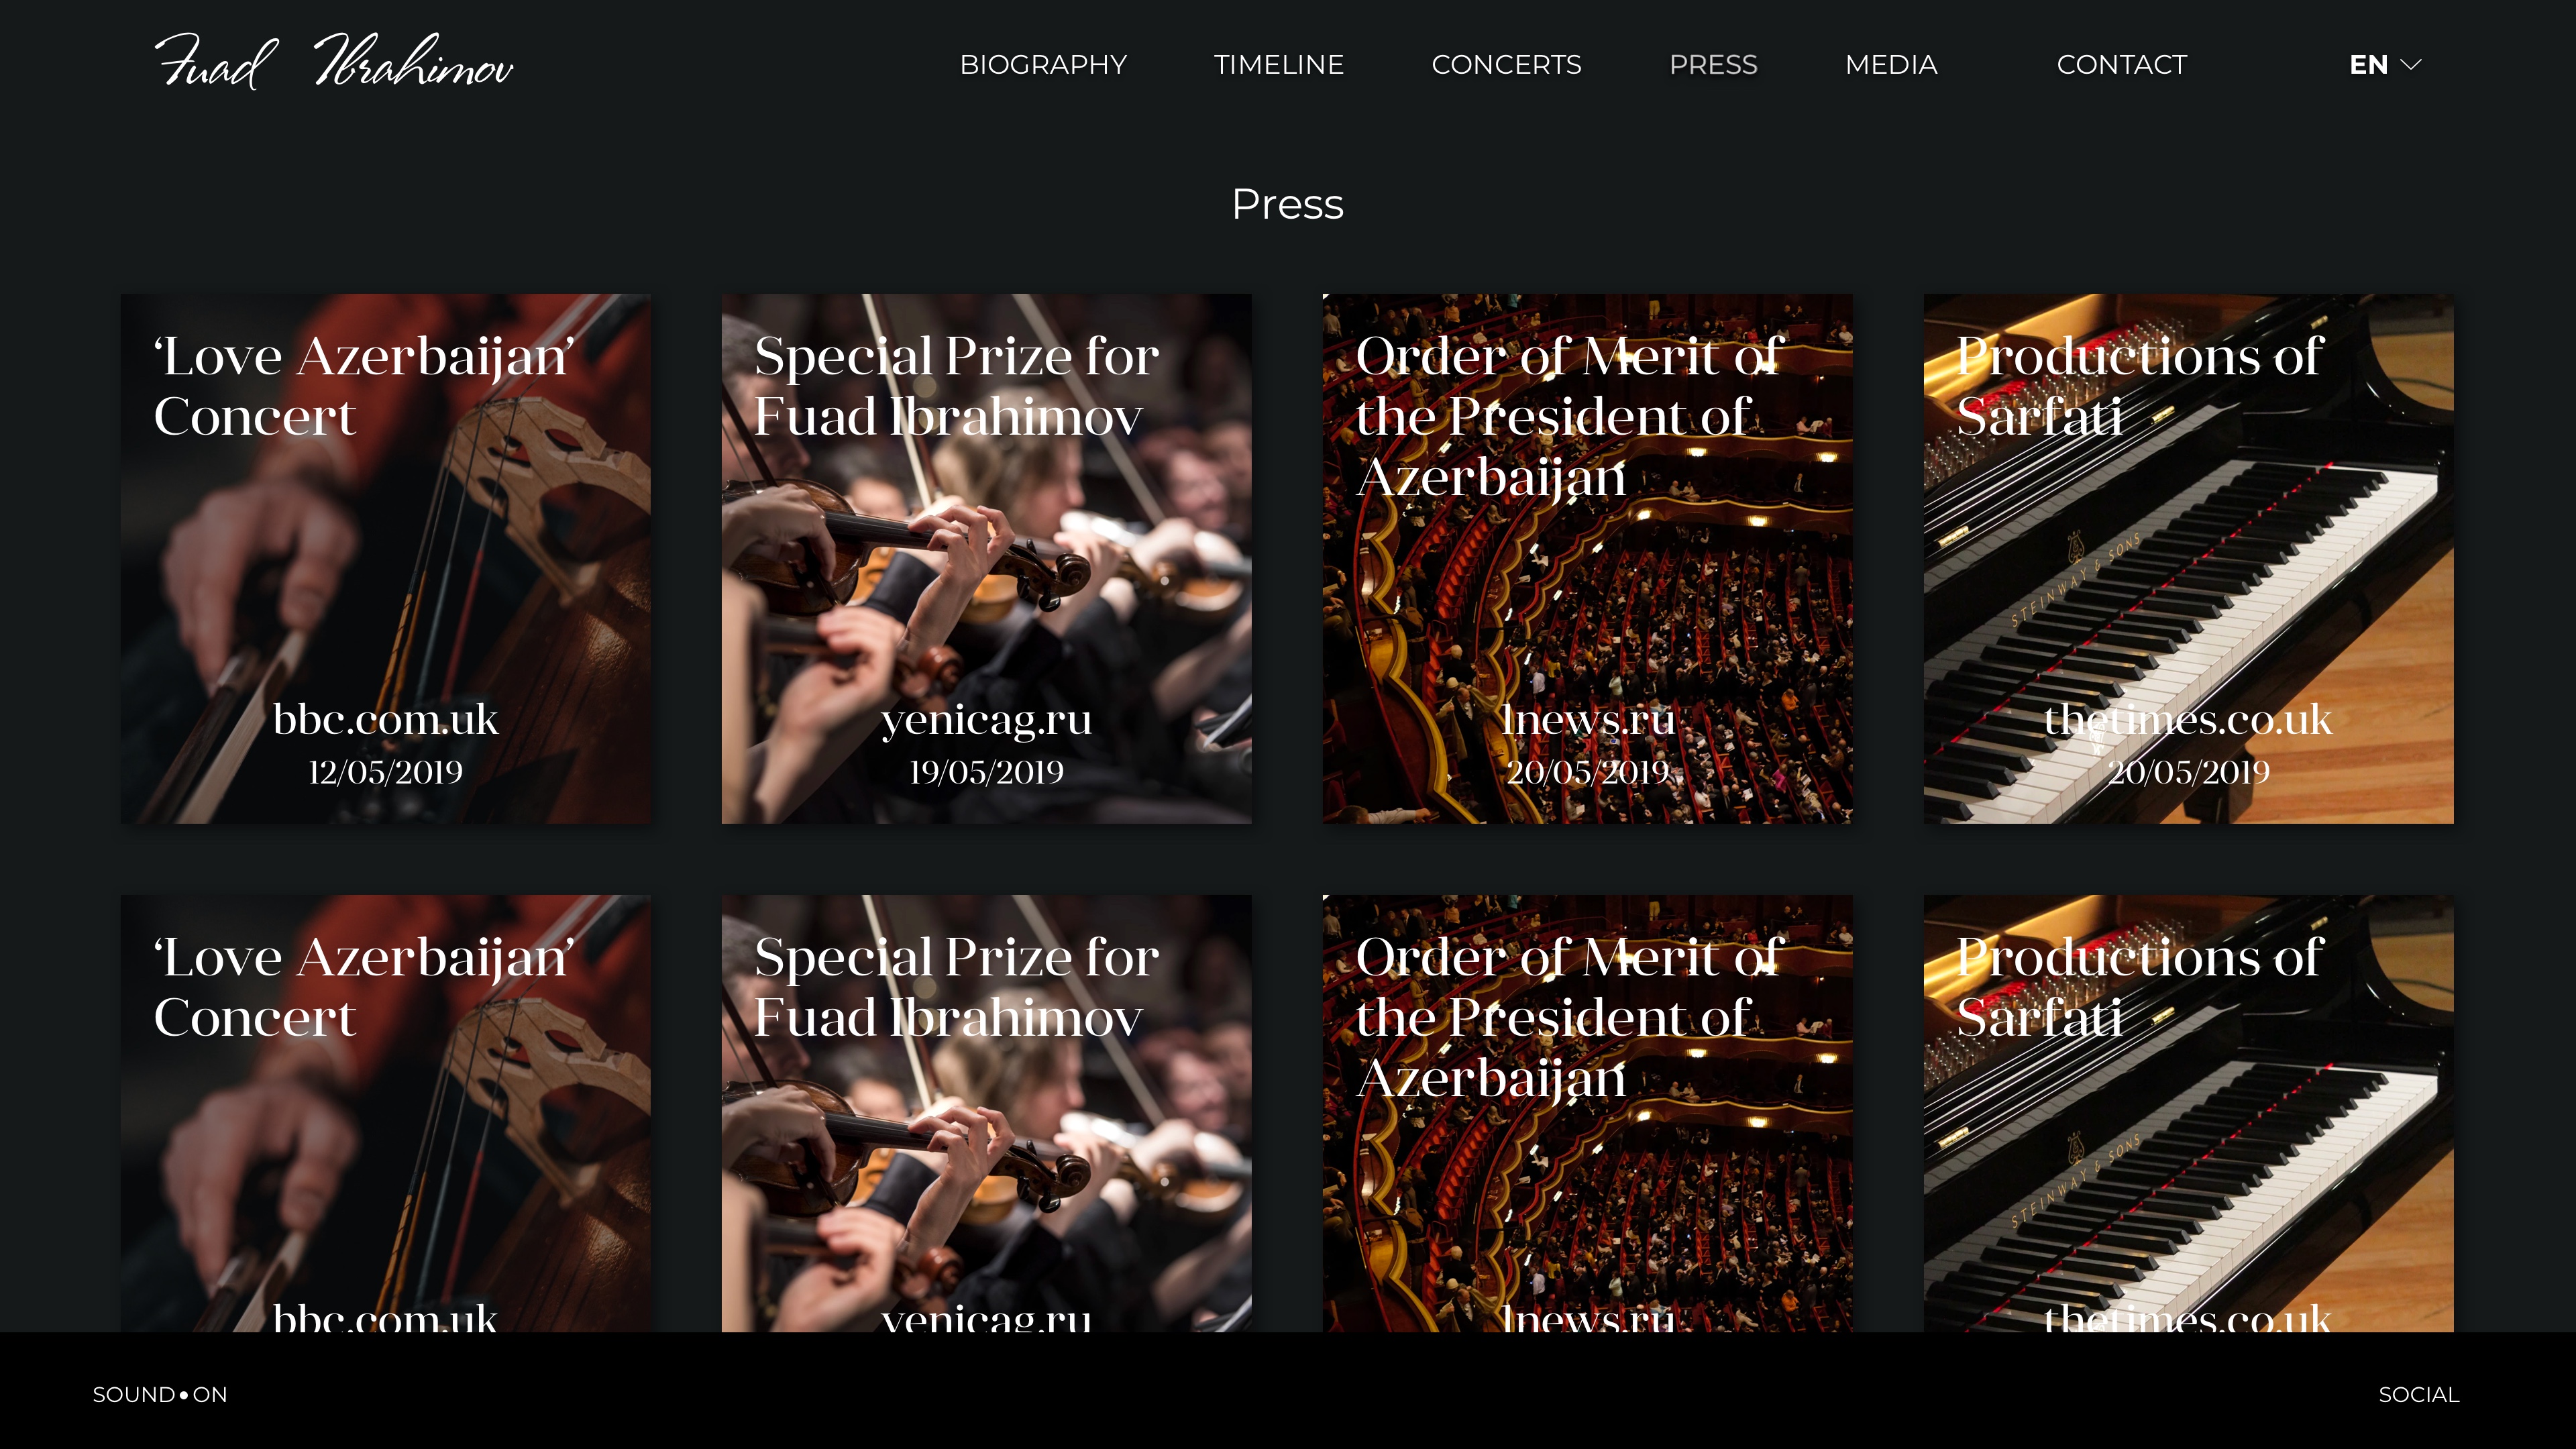 Fuad Ibrahimov
BIOGRAPHY TIMELINE CONCERTS PRESS MEDIA CONTACT EN
Press
‘Love Azerbaijan’
Concert
bbc.com.uk
12/05/2019
Special Prize for
Fuad Ibrahimov
yenicag.ru
19/05/2019
Order of Merit of
the President of
Azerbaijan
1news.ru
20/05/2019
Productions of
Sarfati
STEINWAY & SONS
thetimes.co.uk
20/05/2019
‘Love Azerbaijan’
Concert
bbc.com.uk
Special Prize for
Fuad Ibrahimov
yenicag.ru
Order of Merit of
the President of
Azerbaijan
1news.ru
Productions of
Sarfati
STEINWAY & SONS
thetimes.co.uk
SOUND•ON
SOCIAL